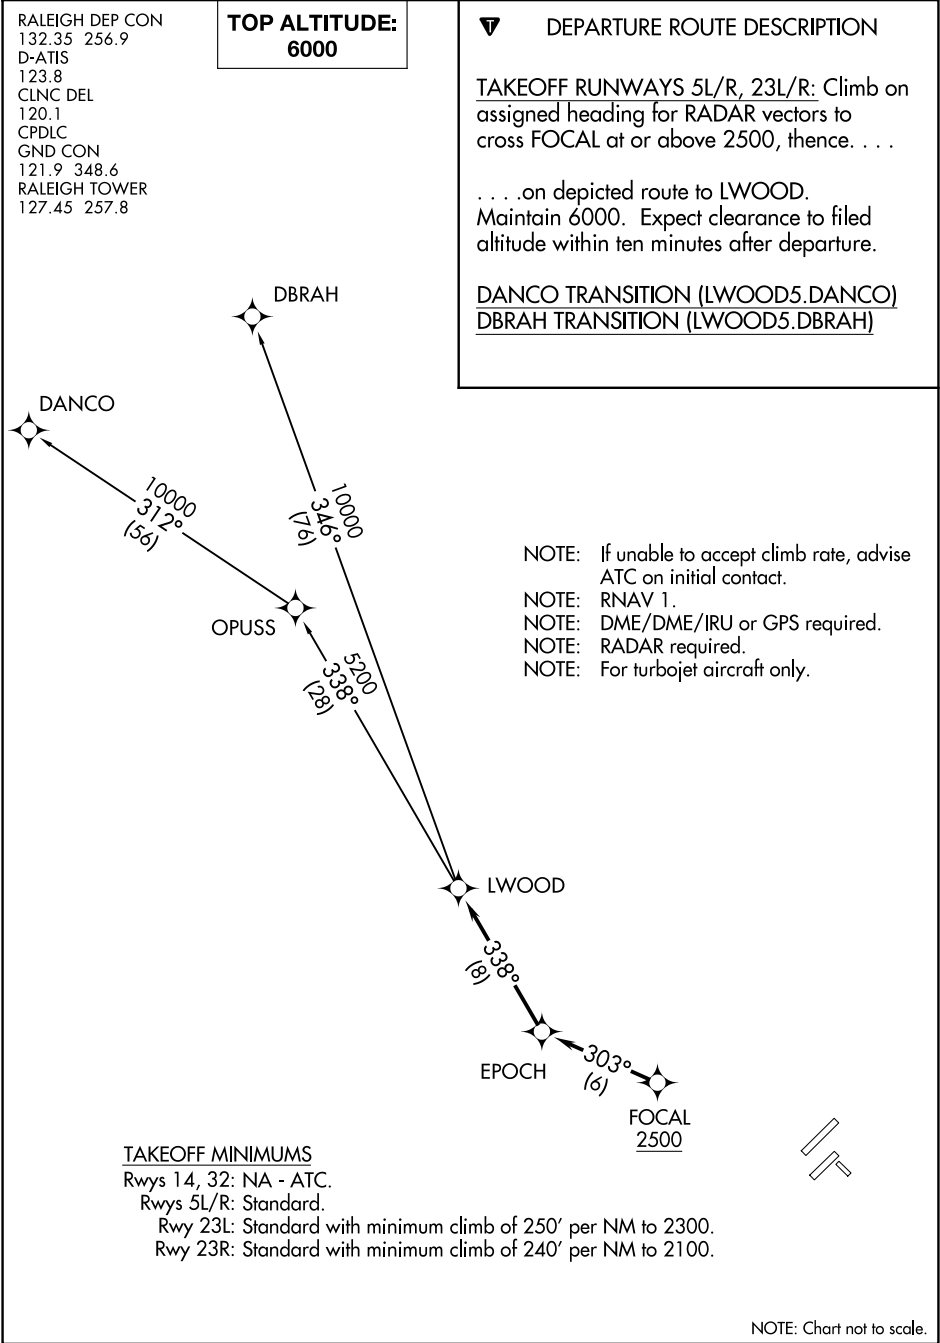 RALEIGH DEP CON
132.35 256.9
D-ATIS
123.8
CLNC DEL
120.1
CPDLC
GND CON
121.9 348.6
RALEIGH TOWER
127.45 257.8
TOP ALTITUDE:
6000
T
DEPARTURE ROUTE DESCRIPTION
TAKEOFF RUNWAYS 5L/R, 23L/R: Climb on
assigned heading for RADAR vectors to
cross FOCAL at or above 2500, thence. . . .
. . . .on depicted route to LWOOD.
Maintain 6000. Expect clearance to filed
altitude within ten minutes after departure.
DANCO TRANSITION (LWOOD5.DANCO)
DBRAH TRANSITION (LWOOD5.DBRAH)
DBRAH
DANCO
10000
312°
(56)
10000
346°
(76)
OPUSS
5200
338°
(28)
NOTE: If unable to accept climb rate, advise
ATC on initial contact.
NOTE: RNAV 1.
NOTE: DME/DME/IRU or GPS required.
NOTE: RADAR required.
NOTE: For turbojet aircraft only.
LWOOD
338°
(8)
EPOCH
303°
(6)
FOCAL
2500
TAKEOFF MINIMUMS
Rwys 14, 32: NA - ATC.
Rwys 5L/R: Standard.
Rwy 23L: Standard with minimum climb of 250' per NM to 2300.
Rwy 23R: Standard with minimum climb of 240' per NM to 2100.
NOTE: Chart not to scale.